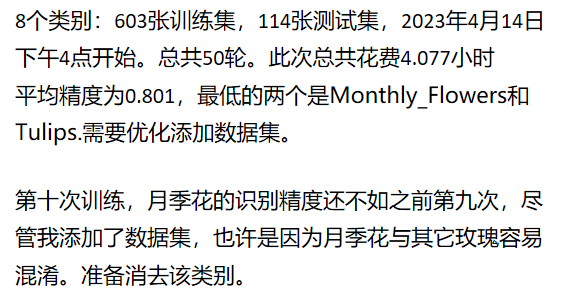 8个类别：603张训练集，114张测试集，2023年4月14日
下午4点开始。总共50轮。此次总共花费4.077小时
平均精度为0.801，最低的两个是Monthly_Flowers和
Tulips.需要优化添加数据集。
第十次训练，月季花的识别精度还不如之前第九次，尽
管我添加了数据集，也许是因为月季花与其它玫瑰容易
混淆。准备消去该类别。